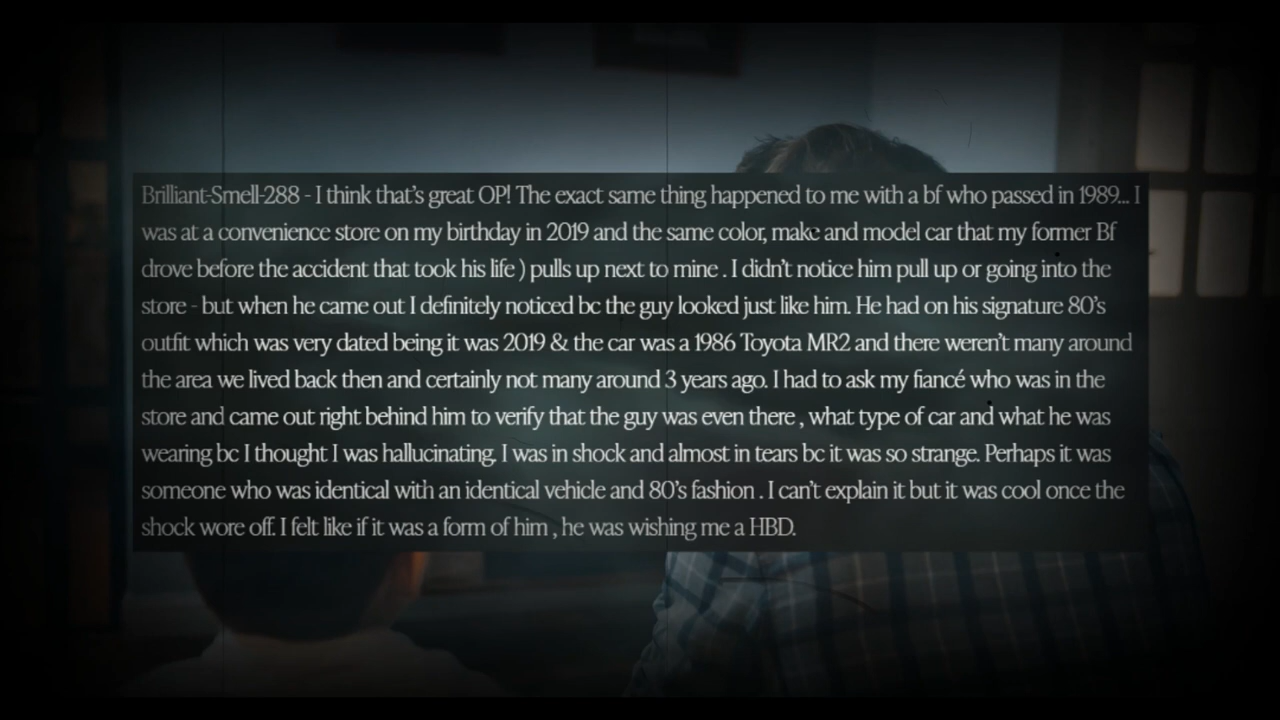 Brilliant-Smell-288 - I think that's great OP! The exact same thing happened to me with a bf who passed in 1989... I
was at a convenience store on my birthday in 2019 and the same color, make and model car that my former Bf
drove before the accident that took his life ) pulls up next to mine . I didn't notice him pull up or going into the
store - but when he came out I definitely noticed bc the guy looked just like him. He had on his signature 80's
outfit which was very dated being it was 2019 & the car was a 1986 Toyota MR2 and there weren't many around
the area we lived back then and certainly not many around 3 years ago. I had to ask my fiancé who was in the
store and came out right behind him to verify that the guy was even there , what type of car and what he was
wearing bc I thought I was hallucinating. I was in shock and almost in tears bc it was so strange. Perhaps it was
someone who was identical with an identical vehicle and 80's fashion . I can't explain it but it was cool once the
shock wore off. I felt like if it was a form of him , he was wishing me a HBD.